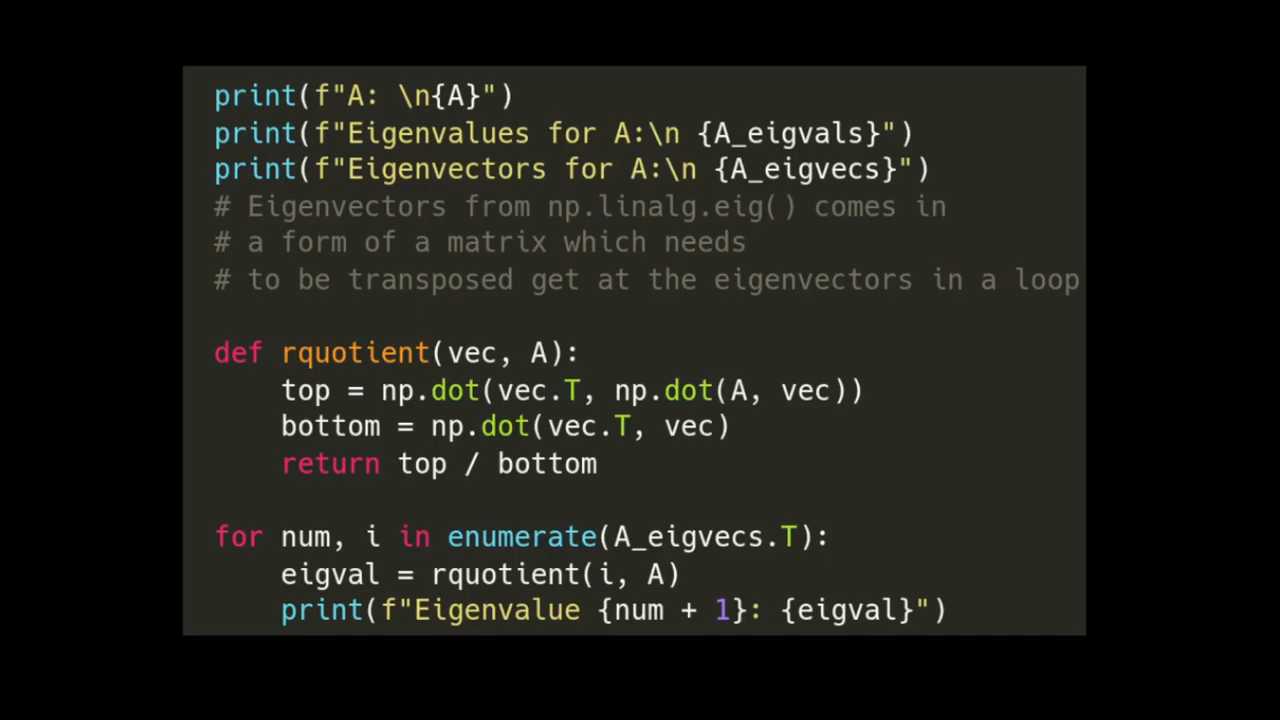 print(f"A: \n{A}")
print(f"Eigenvalues for A:\n {A_eigvals}")
print(f"Eigenvectors for A:\n {A_eigvecs}")
# Eigenvectors from np.linalg.eig() comes in
# a form of a matrix which needs
# to be transposed get at the eigenvectors in a loop
def rquotient(vec, A):
    top = np.dot(vec.T, np.dot(A, vec))
    bottom = np.dot(vec.T, vec)
    return top / bottom
for num, i in enumerate(A_eigvecs.T):
    eigval = rquotient(i, A)
    print(f"Eigenvalue {num + 1}: {eigval}")